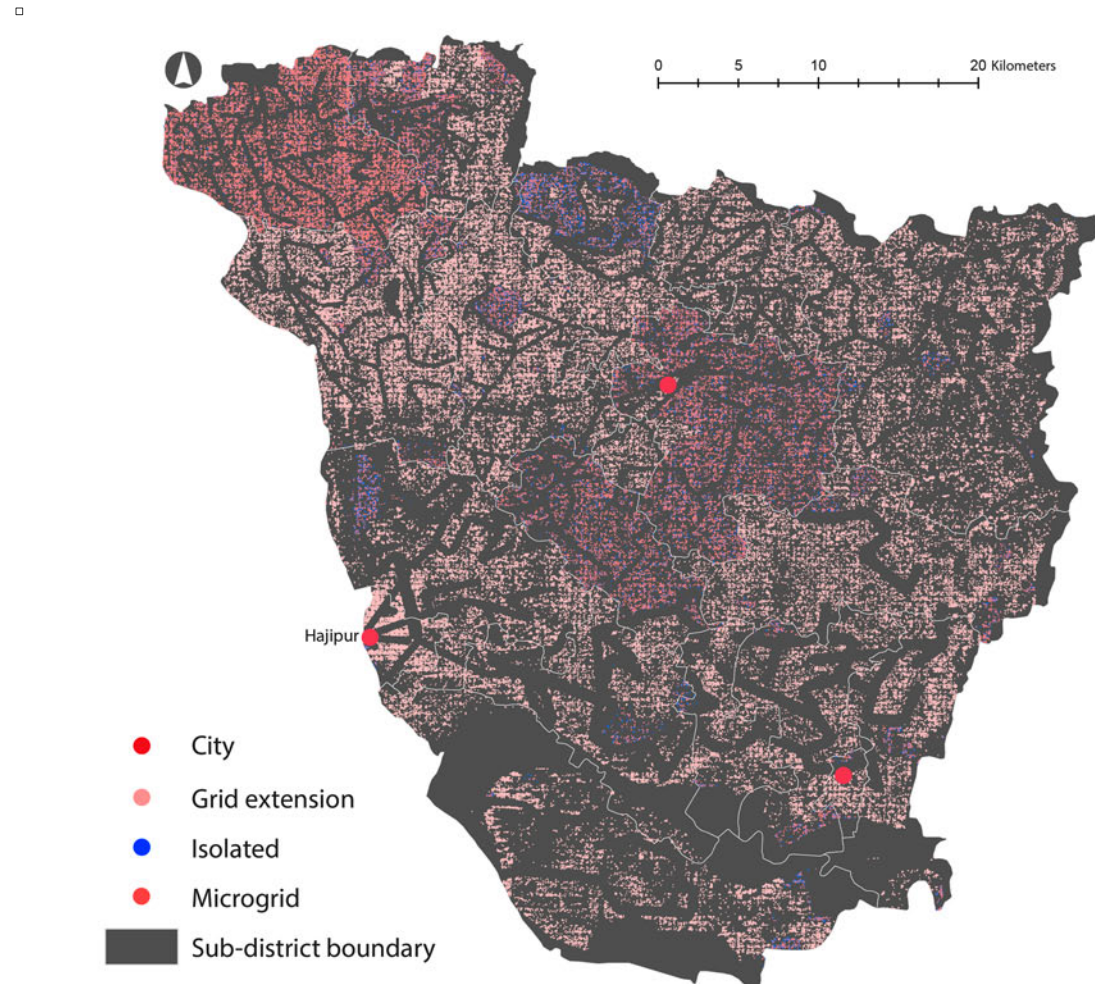 0 5 10 20 Kilometers
Hajipur
City
Grid extension
Isolated
Microgrid
Sub-district boundary